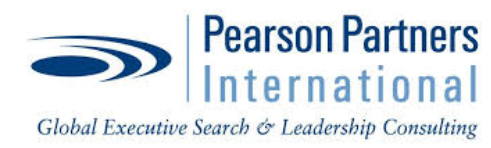 Pearson Partners
International
Global Executive Search & Leadership Consulting